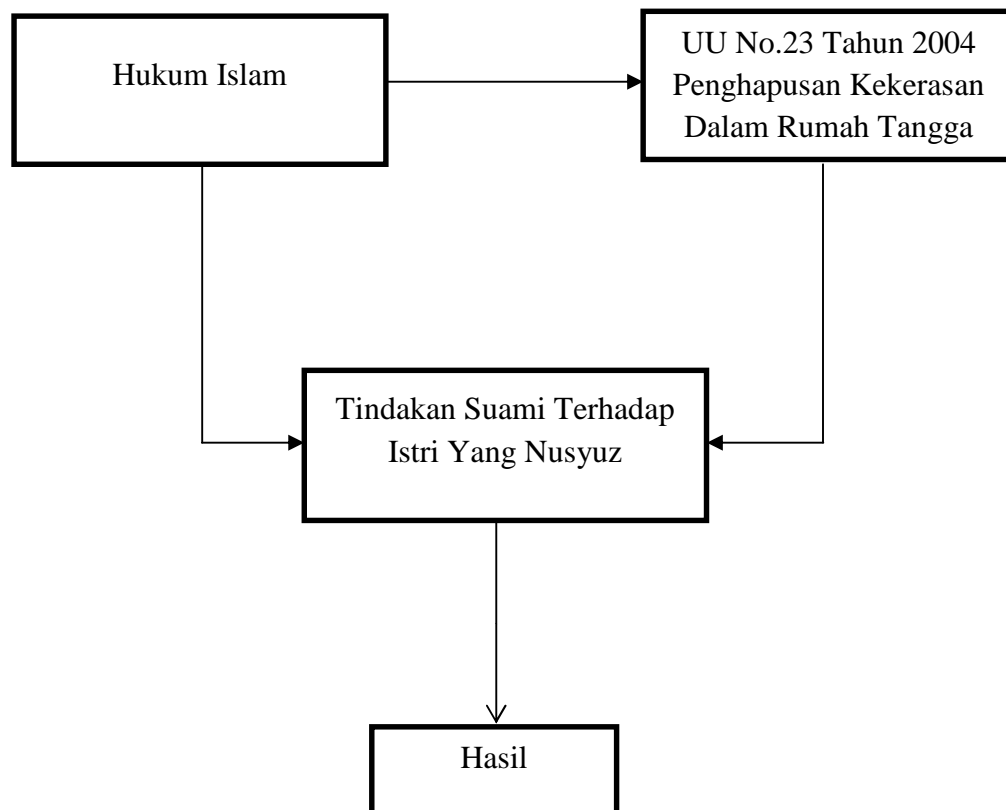 Hukum Islam
UU No.23 Tahun 2004
Penghapusan Kekerasan
Dalam Rumah Tangga
Tindakan Suami Terhadap
Istri Yang Nusyuz
Hasil